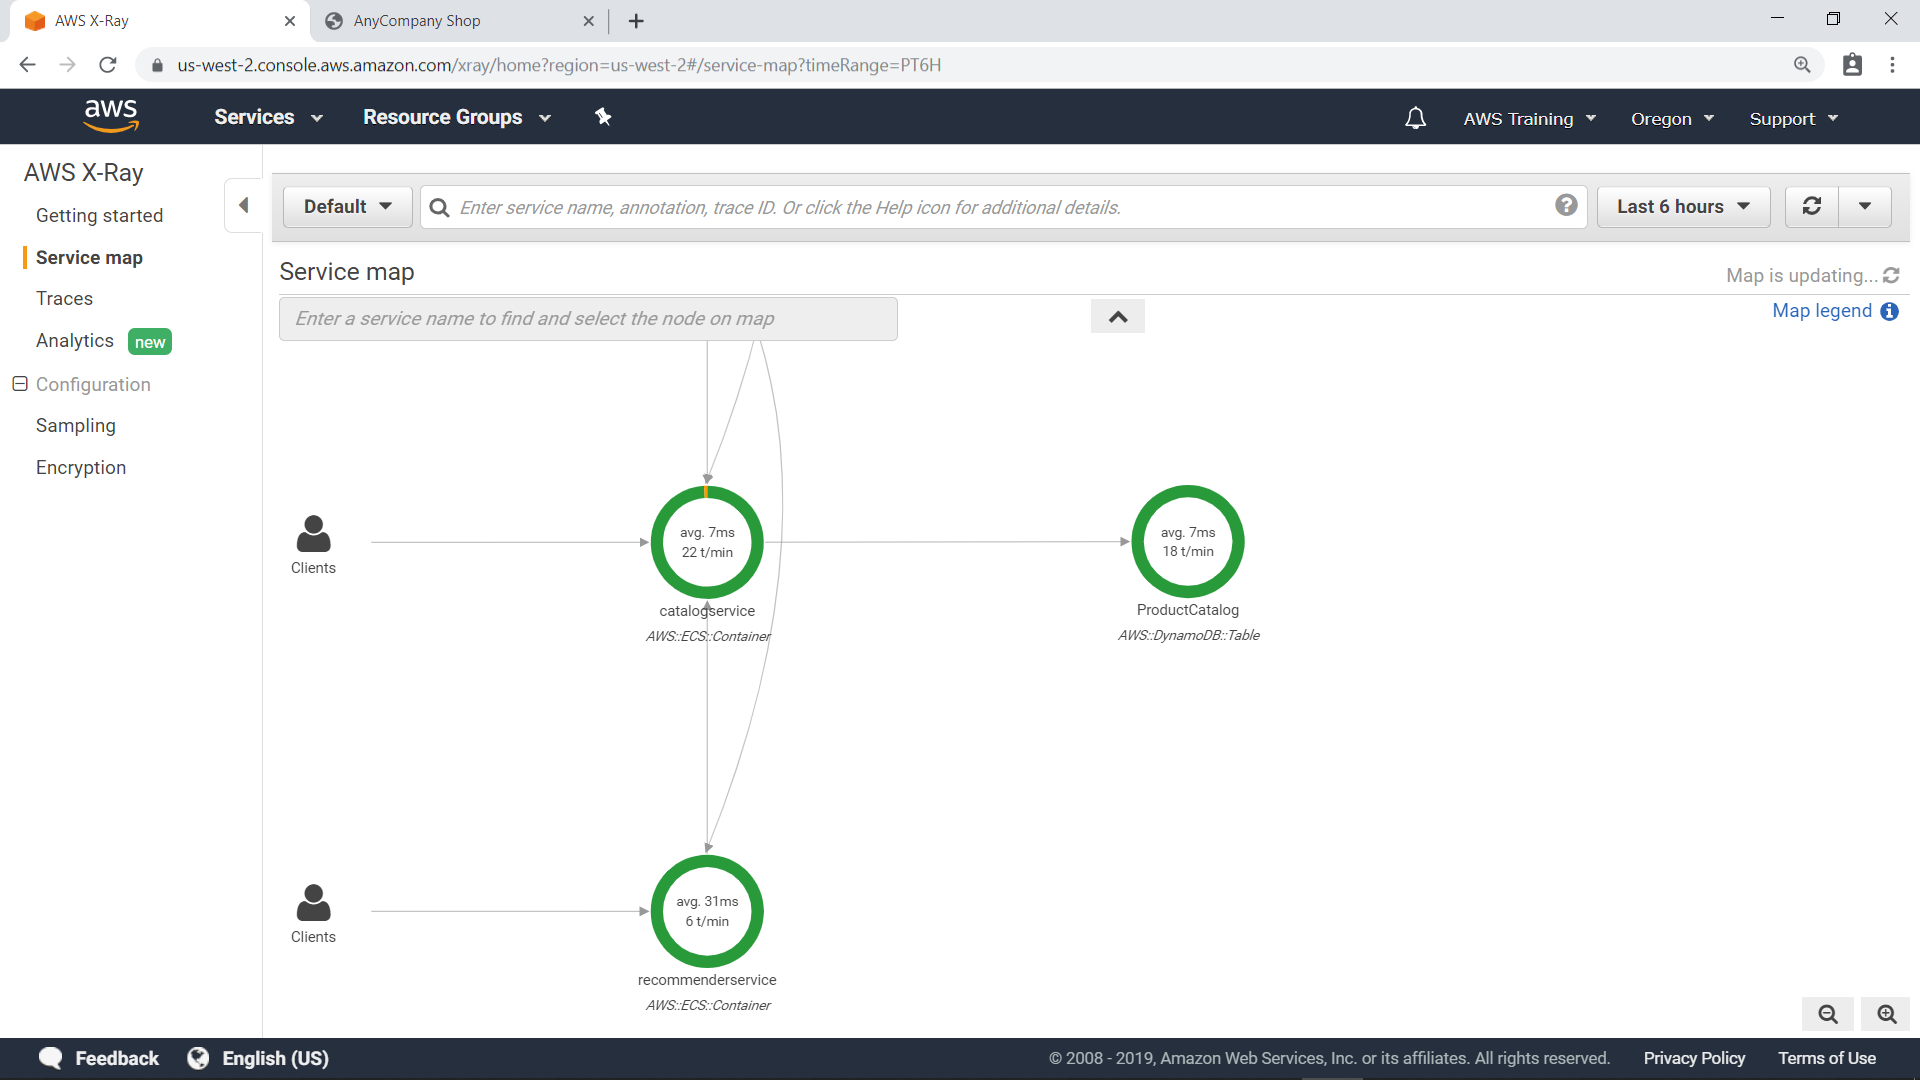 AWS X-Ray
AnyCompany Shop
us-west-2.console.aws.amazon.com/xray/home?region=us-west-2#/service-map?timeRange=PT6H
aws
Services
Resource Groups
AWS Training
Oregon
Support
AWS X-Ray
Getting started
Service map
Traces
Analytics new
Configuration
Sampling
Encryption
Default
Enter service name, annotation, trace ID. Or click the Help icon for additional details.
Last 6 hours
Service map
Map is updating...
Enter a service name to find and select the node on map
Map legend
Clients
avg. 7ms
22 t/min
catalogservice
AWS::ECS::Container
avg. 7ms
18 t/min
ProductCatalog
AWS::DynamoDB::Table
Clients
avg. 31ms
6 t/min
recommenderservice
AWS::ECS::Container
Feedback
English (US)
© 2008 - 2019, Amazon Web Services, Inc. or its affiliates. All rights reserved.
Privacy Policy
Terms of Use